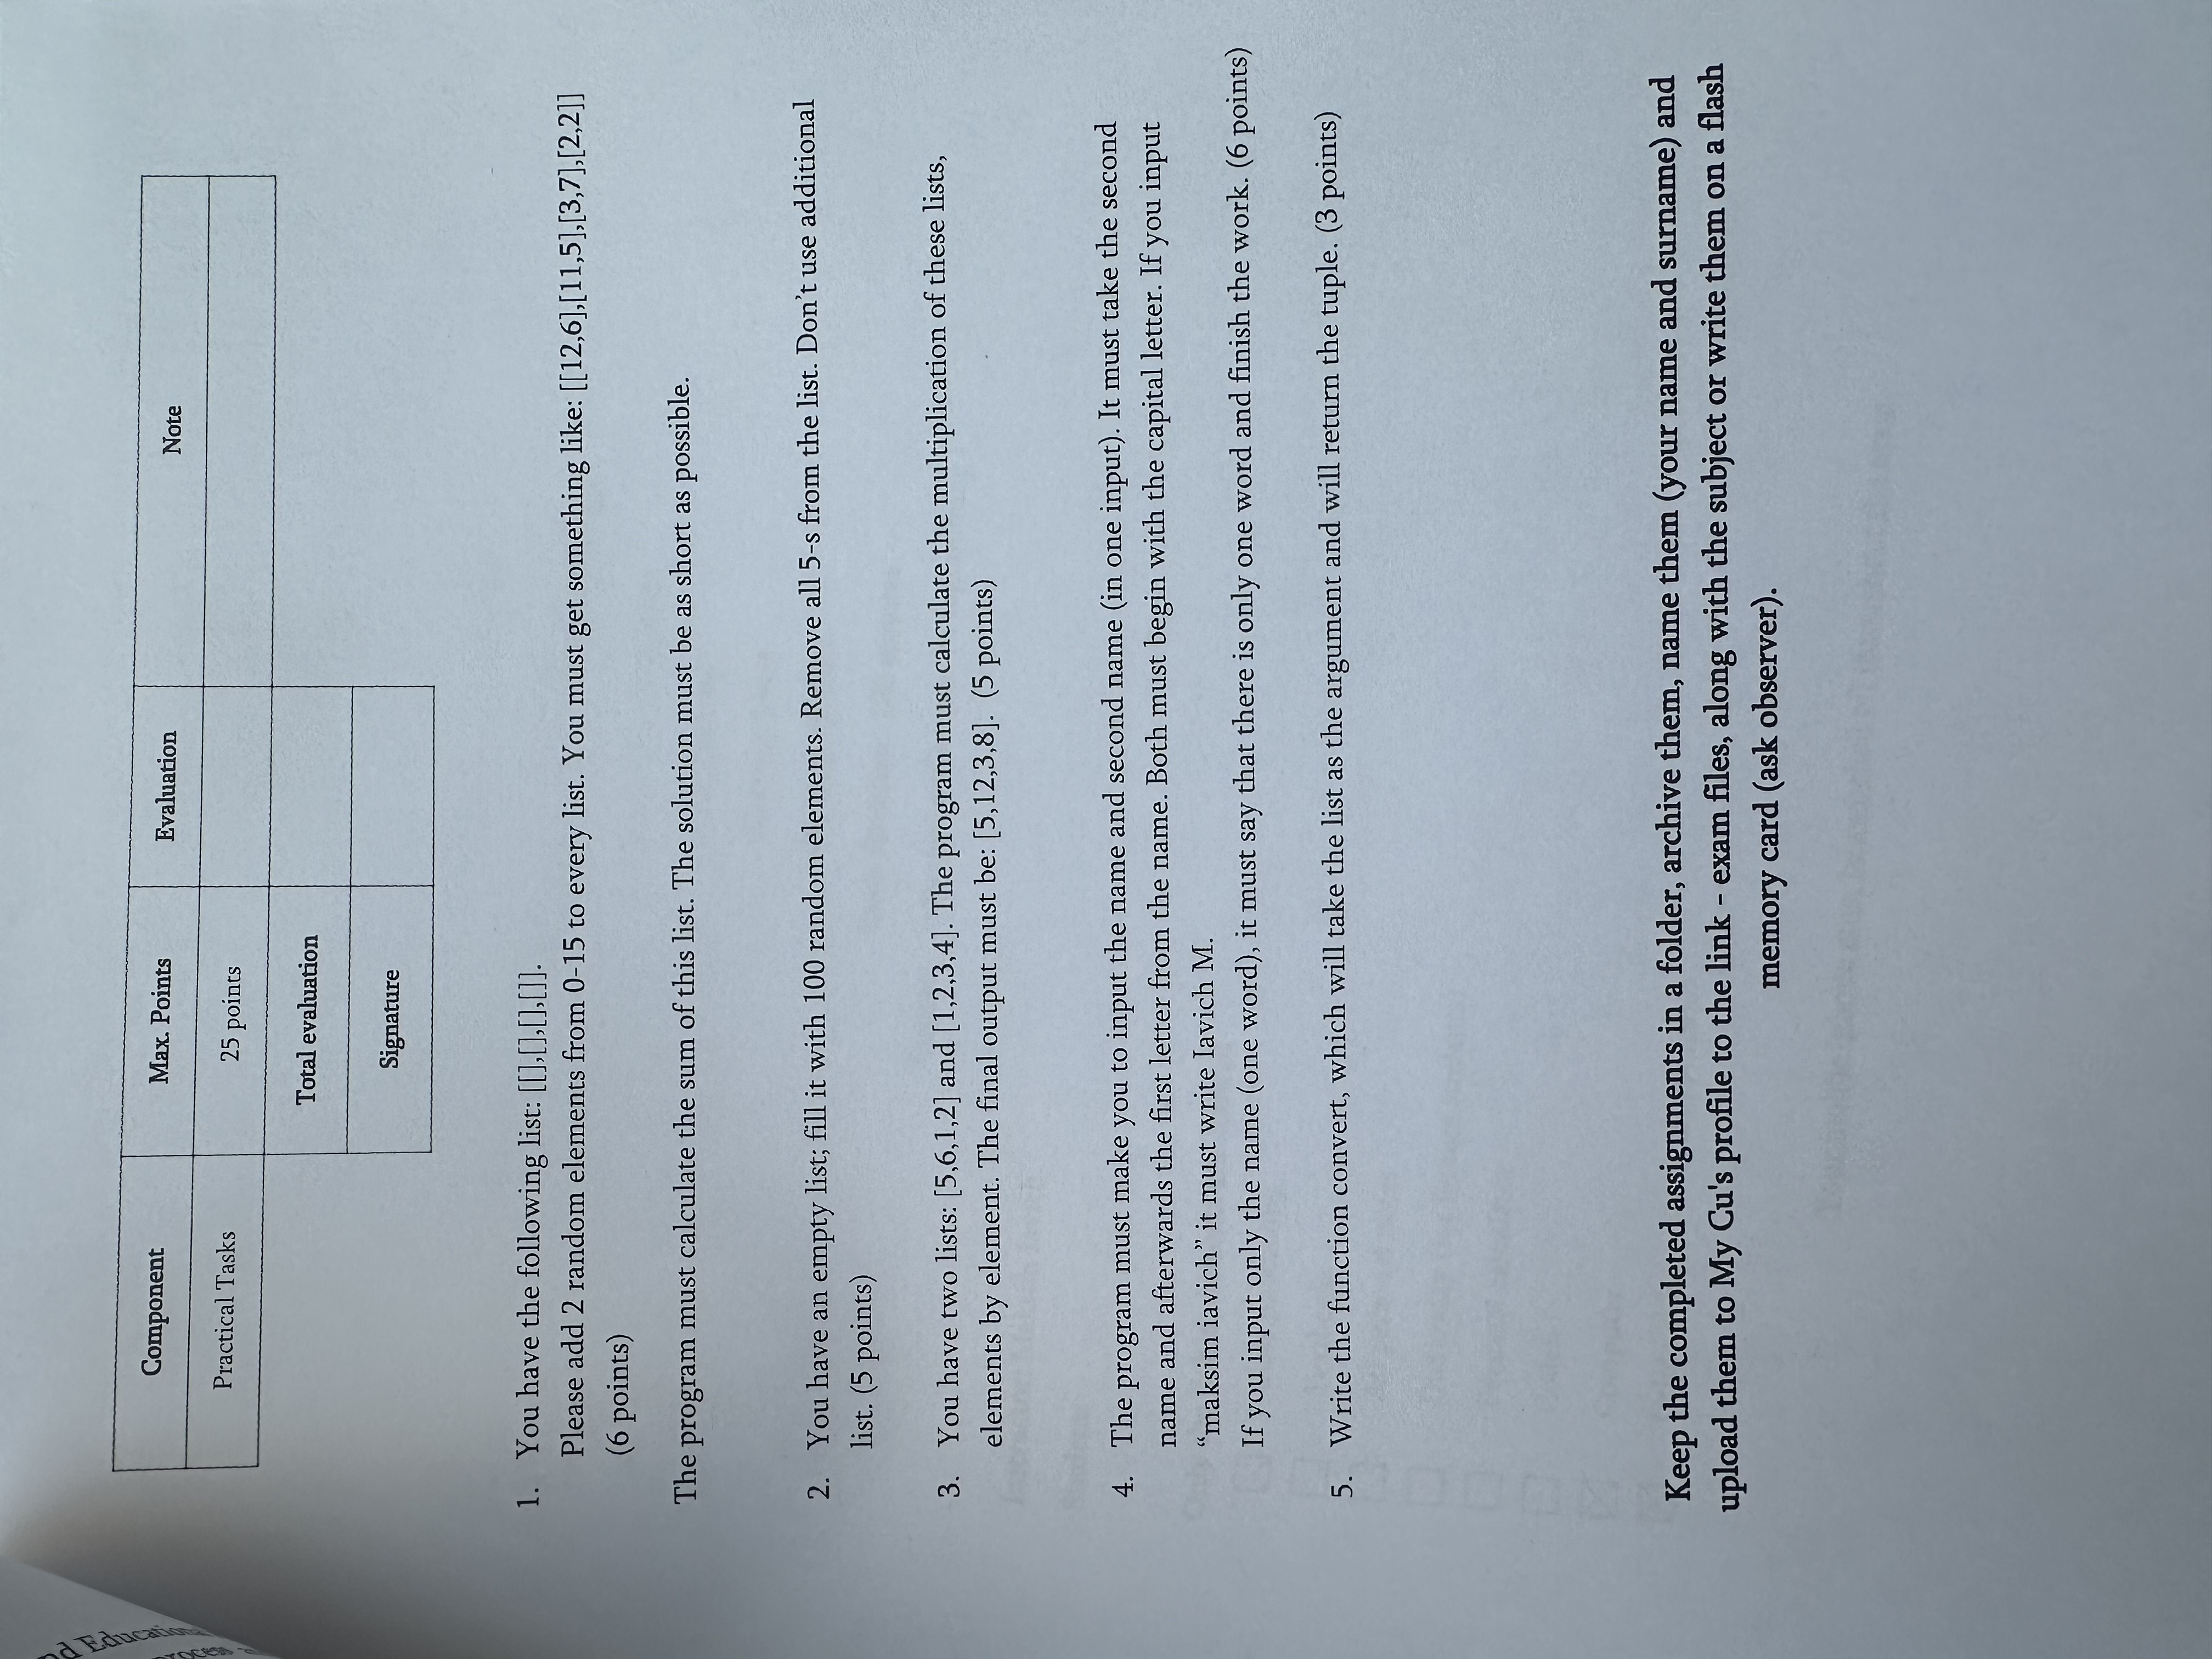 nd Education
rocess
Component Max. Points Evaluation Note
Practical Tasks 25 points
Total evaluation
Signature
1. You have the following list: [[],[],[],[]].
Please add 2 random elements from 0-15 to every list. You must get something like: [[12,6],[11,5],[3,7],[2,2]]
(6 points)
The program must calculate the sum of this list. The solution must be as short as possible.
2. You have an empty list; fill it with 100 random elements. Remove all 5-s from the list. Don’t use additional
list. (5 points)
3. You have two lists: [5,6,1,2] and [1,2,3,4]. The program must calculate the multiplication of these lists,
elements by element. The final output must be: [5,12,3,8]. (5 points)
4. The program must make you to input the name and second name (in one input). It must take the second
name and afterwards the first letter from the name. Both must begin with the capital letter. If you input
“maksim iavich” it must write Iavich M.
If you input only the name (one word), it must say that there is only one word and finish the work. (6 points)
5. Write the function convert, which will take the list as the argument and will return the tuple. (3 points)
Keep the completed assignments in a folder, archive them, name them (your name and surname) and
upload them to My Cu's profile to the link - exam files, along with the subject or write them on a flash
memory card (ask observer).